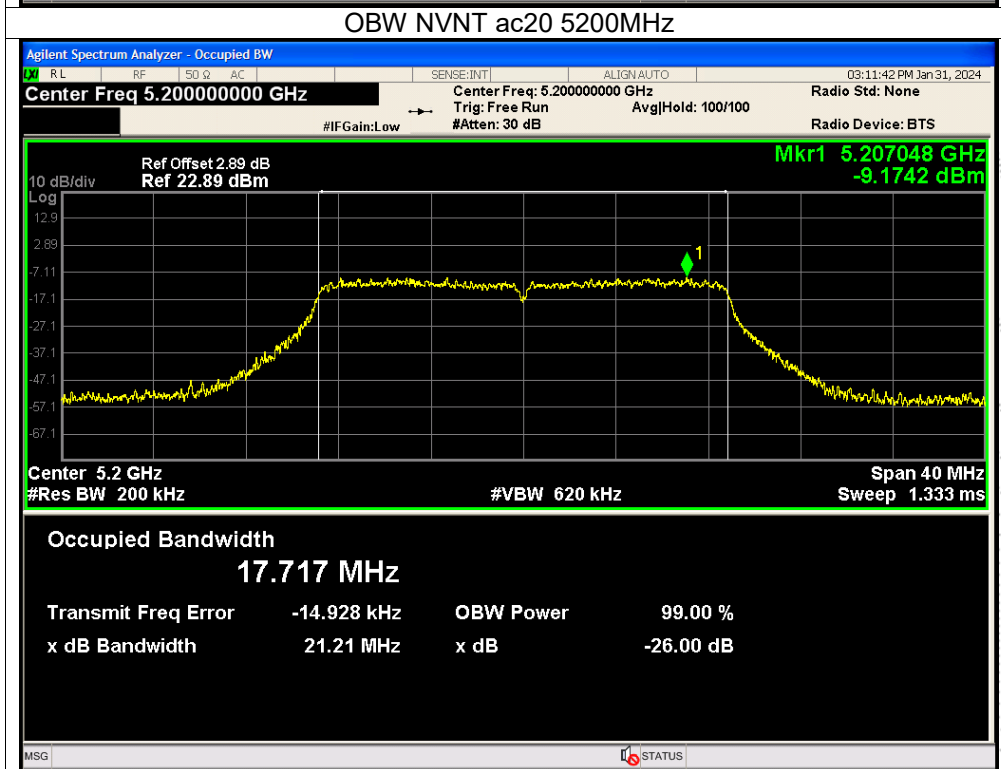 OBW NVNT ac20 5200MHz
Agilent Spectrum Analyzer - Occupied BW
LXI RL RF 50 Ω AC SENSE:INT ALIGN AUTO 03:11:42 PM Jan 31, 2024
Center Freq 5.200000000 GHz Center Freq: 5.200000000 GHz Radio Std: None
Trig: Free Run Avg|Hold: 100/100
#IFGain:Low #Atten: 30 dB Radio Device: BTS
Mkr1 5.207048 GHz
Ref Offset 2.89 dB
10 dB/div Ref 22.89 dBm -9.1742 dBm
Log
12.9
2.89
1
-7.11
-17.1
-27.1
-37.1
-47.1
-57.1
-67.1
Center 5.2 GHz Span 40 MHz
#Res BW 200 kHz #VBW 620 kHz Sweep 1.333 ms
Occupied Bandwidth
17.717 MHz
Transmit Freq Error -14.928 kHz OBW Power 99.00 %
x dB Bandwidth 21.21 MHz x dB -26.00 dB
MSG STATUS